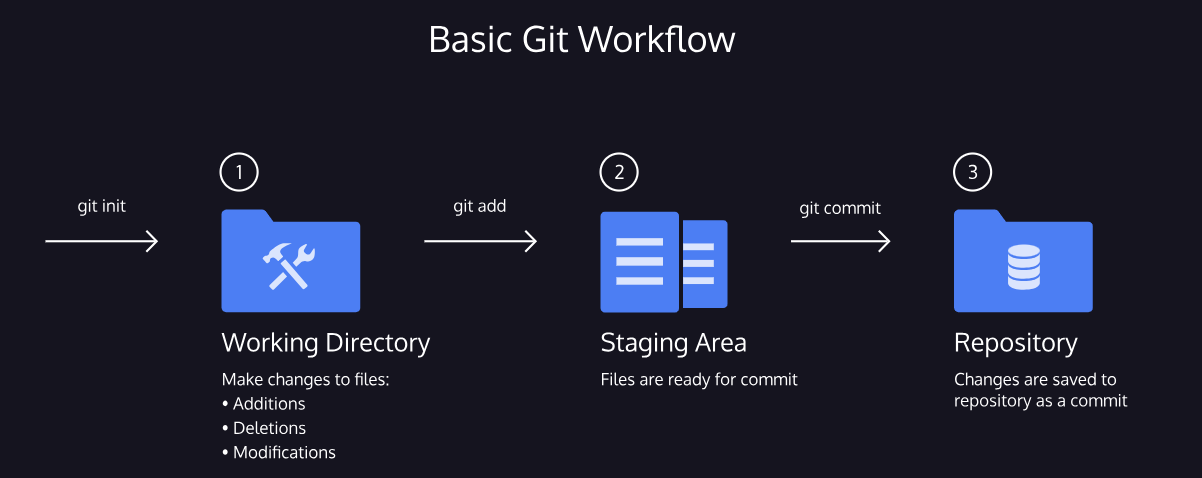 Basic Git Workflow
git init
1
Working Directory
Make changes to files:
• Additions
• Deletions
• Modifications
git add
2
Staging Area
Files are ready for commit
git commit
3
Repository
Changes are saved to
repository as a commit